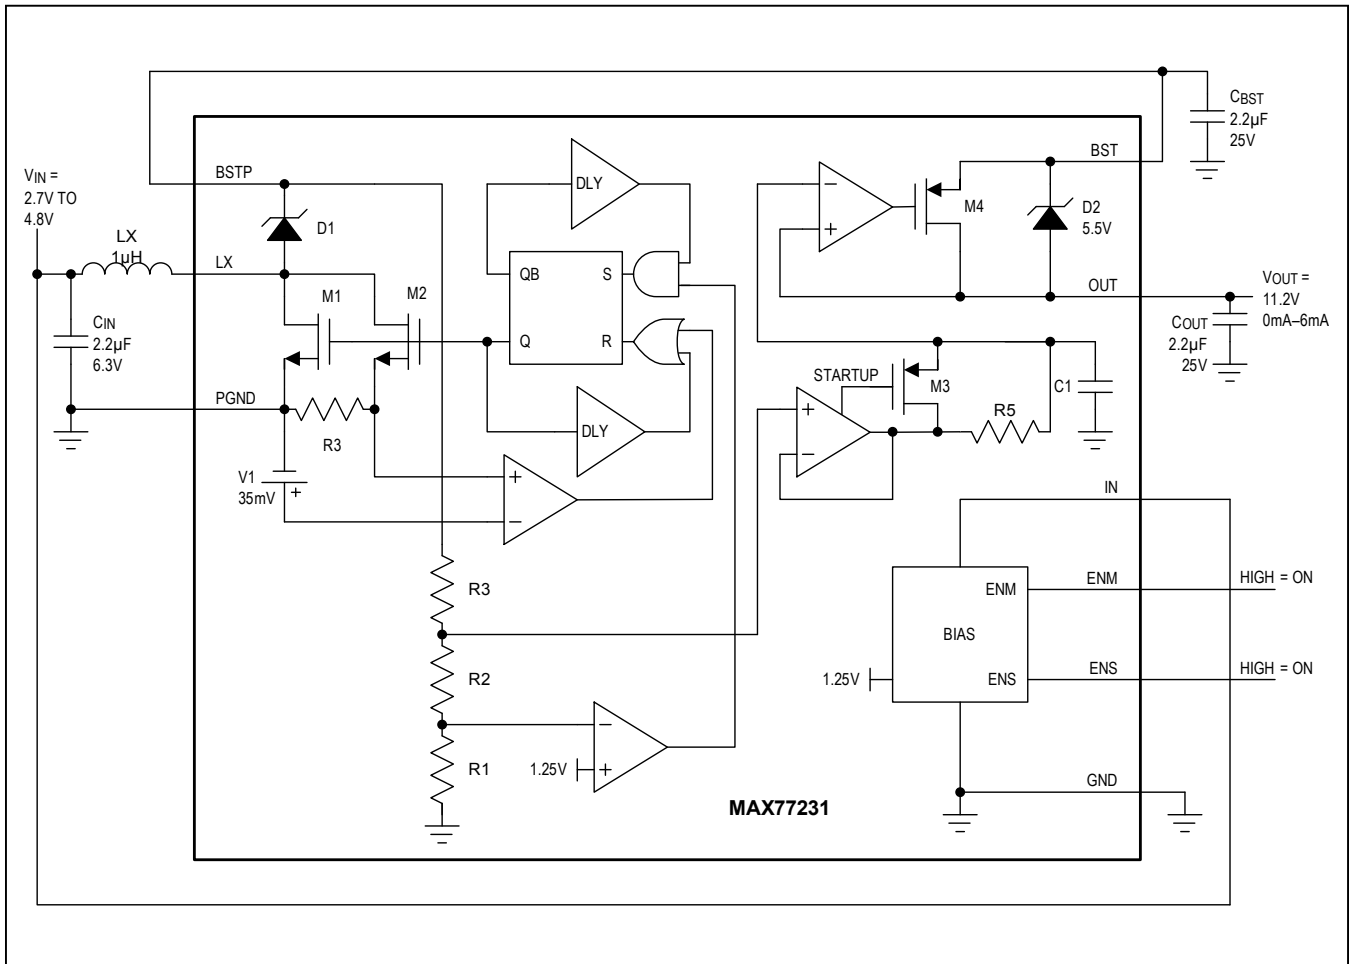 CBST
2.2µF
25V
BSTP
BST
VIN =
2.7V TO
4.8V
DLY
D1
M4
D2
5.5V
LX
1µH
LX
QB
S
OUT
VOUT =
11.2V
0mA–6mA
M1
M2
CIN
2.2µF
6.3V
Q
R
COUT
2.2µF
25V
STARTUP
M3
C1
PGND
R3
DLY
R5
V1
35mV
+
+
−
−
+
+
−
IN
R3
ENM
ENM
HIGH = ON
BIAS
R2
1.25V
ENS
ENS
HIGH = ON
−
R1
1.25V
+
GND
MAX77231